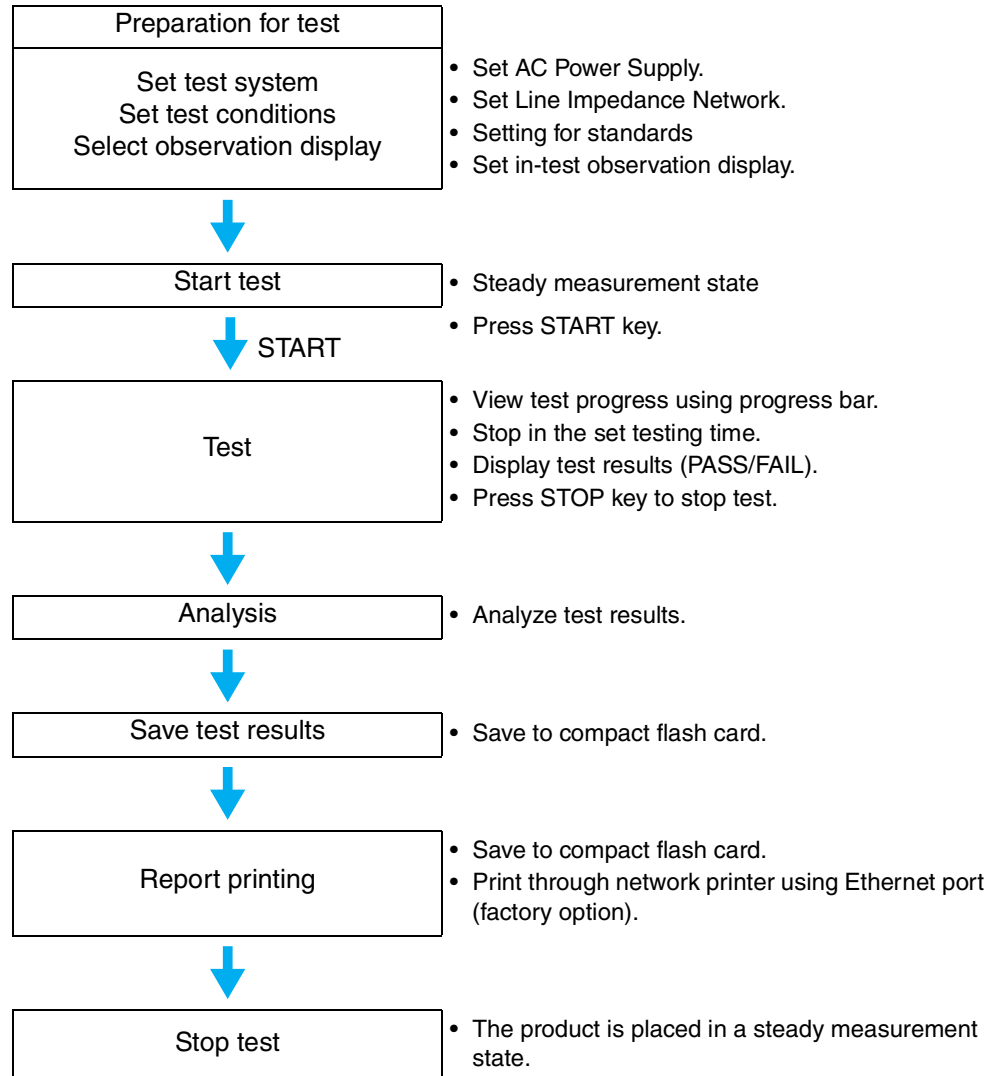 Preparation for test
Set test system
Set test conditions
Select observation display
• Set AC Power Supply.
• Set Line Impedance Network.
• Setting for standards
• Set in-test observation display.
Start test
• Steady measurement state
• Press START key.
START
Test
• View test progress using progress bar.
• Stop in the set testing time.
• Display test results (PASS/FAIL).
• Press STOP key to stop test.
Analysis
• Analyze test results.
Save test results
• Save to compact flash card.
Report printing
• Save to compact flash card.
• Print through network printer using Ethernet port
(factory option).
Stop test
• The product is placed in a steady measurement
state.